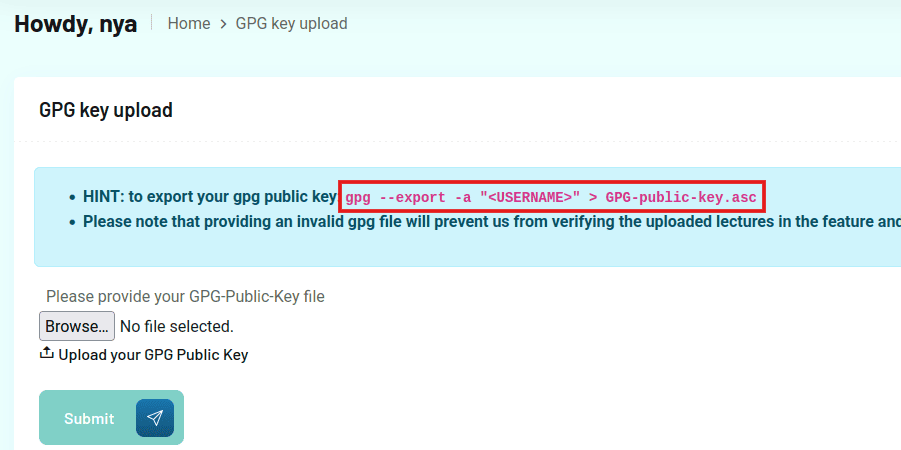 Howdy, nya Home > GPG key upload
GPG key upload
• HINT: to export your gpg public key: gpg --export -a "<USERNAME>" > GPG-public-key.asc
• Please note that providing an invalid gpg file will prevent us from verifying the uploaded lectures in the feature and
Please provide your GPG-Public-Key file
Browse... No file selected.
Upload your GPG Public Key
Submit